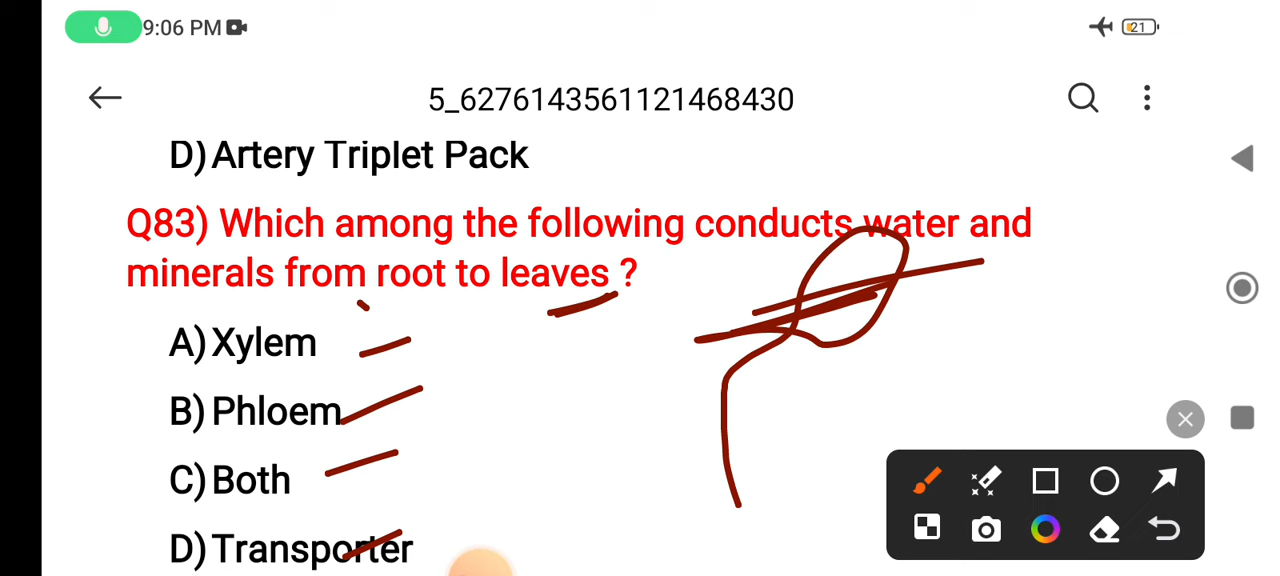 9:06 PM
21
5_6276143561121468430
D) Artery Triplet Pack
Q83) Which among the following conducts water and
minerals from root to leaves ?
A) Xylem
B) Phloem
C) Both
D) Transporter